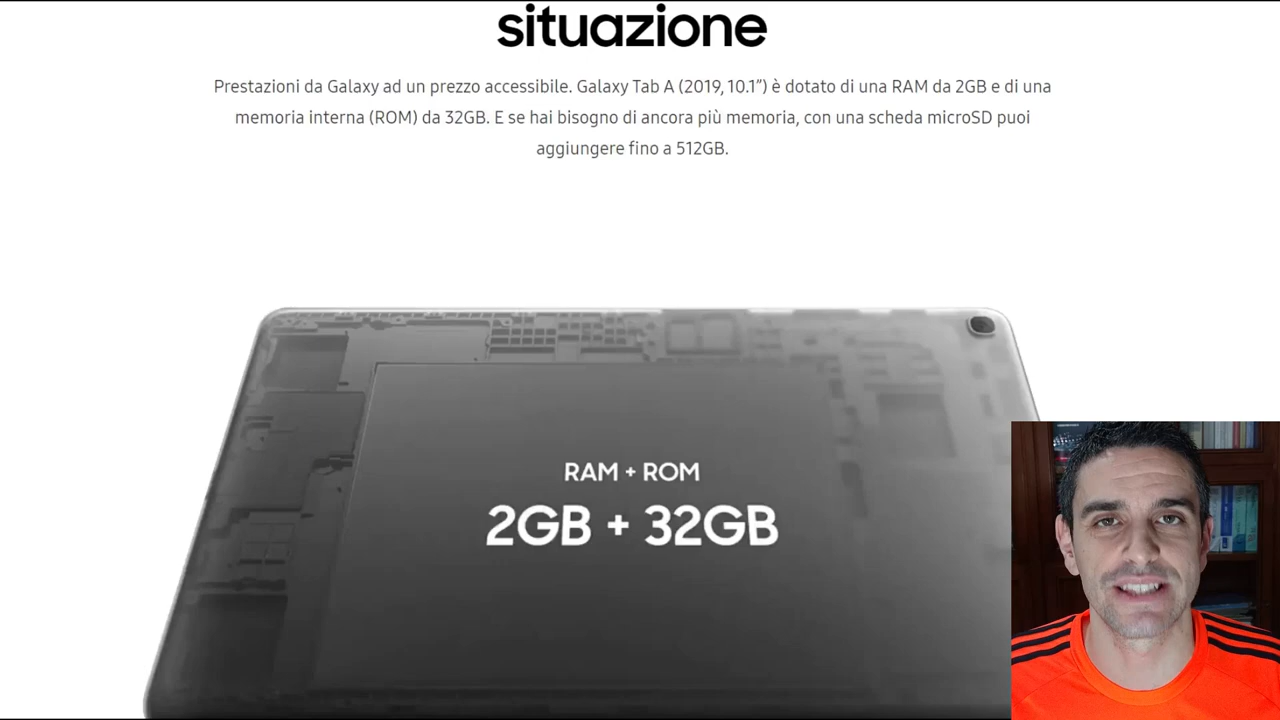 situazione
Prestazioni da Galaxy ad un prezzo accessibile. Galaxy Tab A (2019, 10.1”) è dotato di una RAM da 2GB e di una
memoria interna (ROM) da 32GB. E se hai bisogno di ancora più memoria, con una scheda microSD puoi
aggiungere fino a 512GB.
RAM + ROM
2GB + 32GB